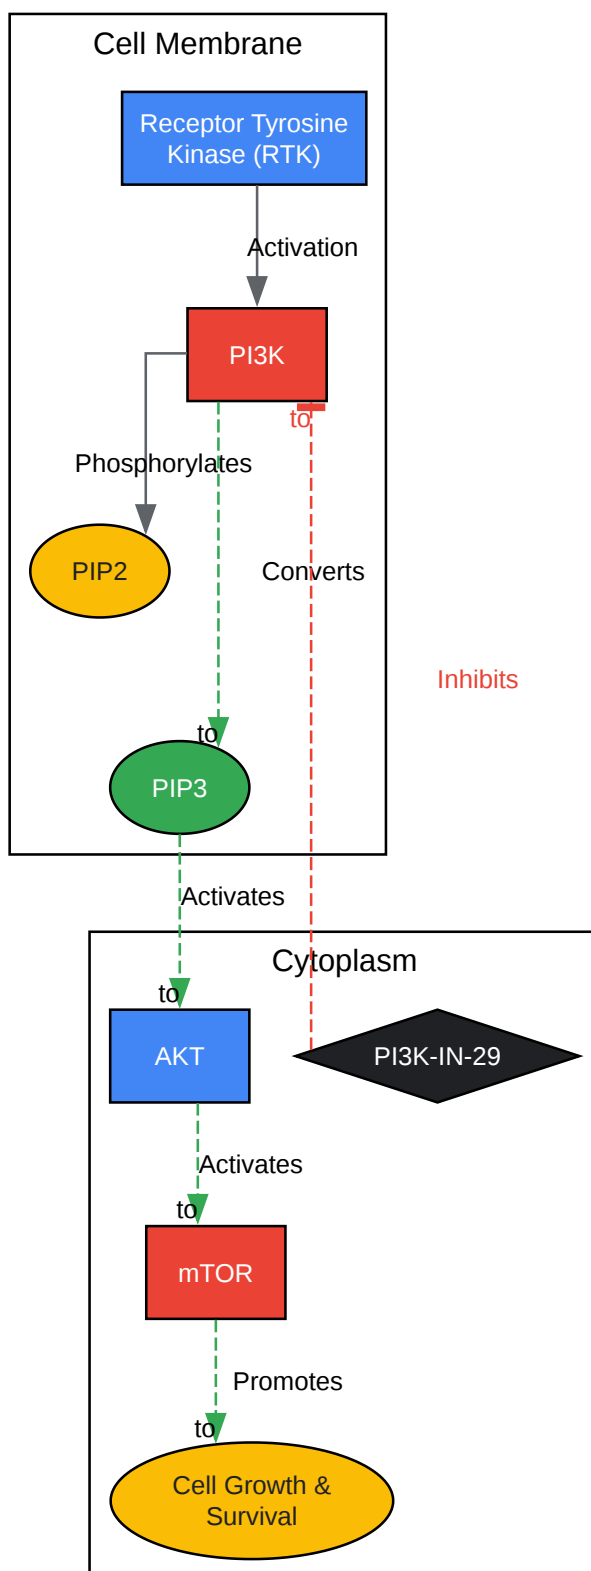 Cell Membrane
Receptor Tyrosine
Kinase (RTK)
Activation
PI3K
to
Phosphorylates
PIP2
Converts
Inhibits
to
PIP3
Activates
Cytoplasm
to
AKT
PI3K-IN-29
Activates
to
mTOR
Promotes
to
Cell Growth &
Survival